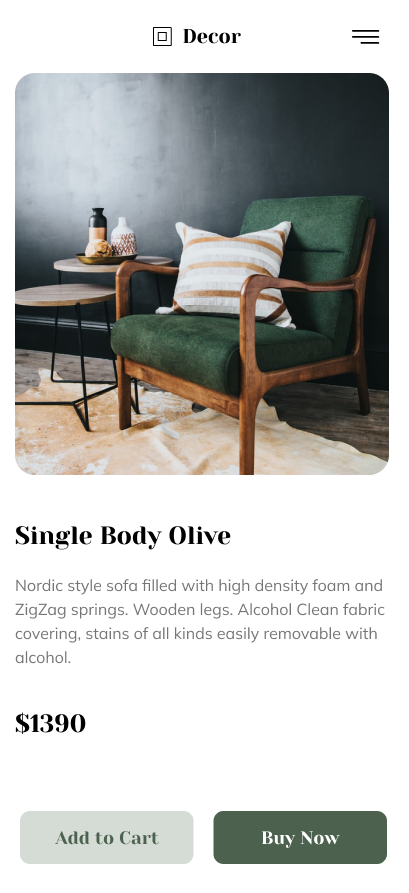 Decor
Single Body Olive
Nordic style sofa filled with high density foam and
ZigZag springs. Wooden legs. Alcohol Clean fabric
covering, stains of all kinds easily removable with
alcohol.
$1390
Add to Cart
Buy Now